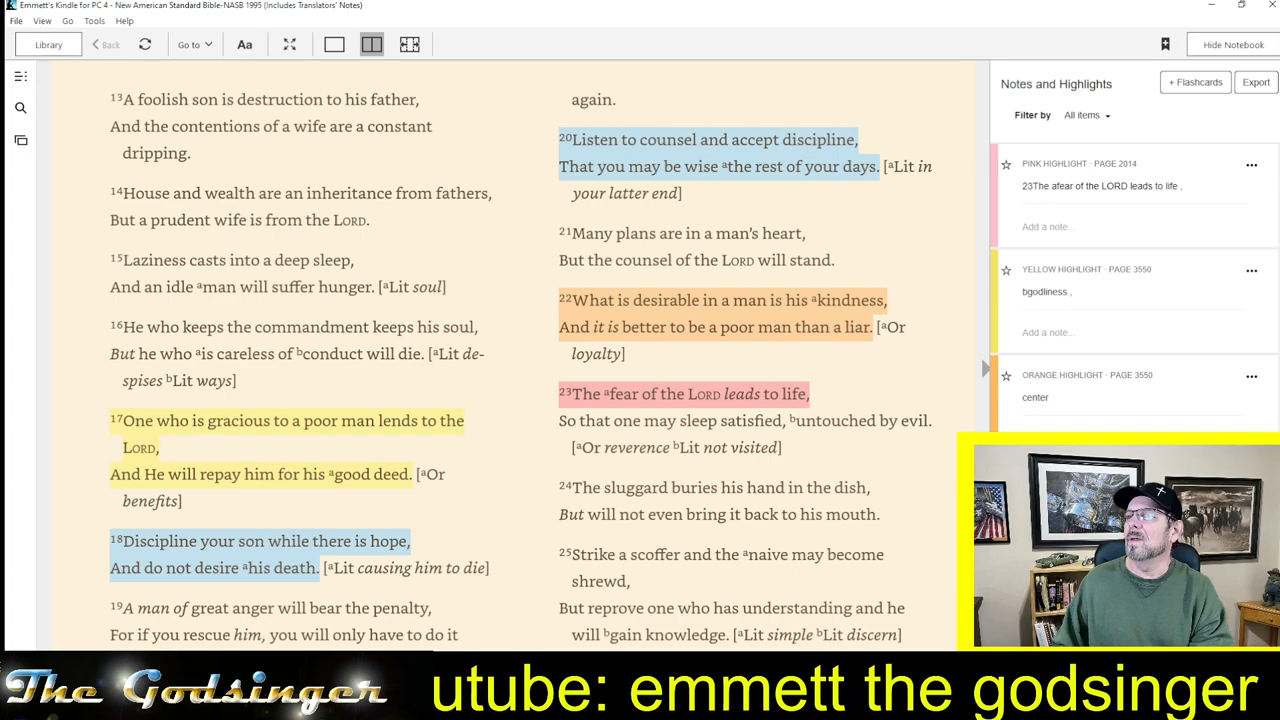 Emmett's Kindle for PC 4 - New American Standard Bible-NASB 1995 (Includes Translators' Notes)
File View Go Tools Help
Library Back Go to Aa Hide Notebook
13A foolish son is destruction to his father,
And the contentions of a wife are a constant
dripping.
14House and wealth are an inheritance from fathers,
But a prudent wife is from the LORD.
15Laziness casts into a deep sleep,
And an idle aman will suffer hunger. [aLit soul]
16He who keeps the commandment keeps his soul,
But he who ais careless of bconduct will die. [aLit de-
spises bLit ways]
17One who is gracious to a poor man lends to the
LORD,
And He will repay him for his agood deed. [aOr
benefits]
18Discipline your son while there is hope,
And do not desire ahis death. [aLit causing him to die]
19A man of great anger will bear the penalty,
For if you rescue him, you will only have to do it
again.
20Listen to counsel and accept discipline,
That you may be wise athe rest of your days. [aLit in
your latter end]
21Many plans are in a man's heart,
But the counsel of the LORD will stand.
22What is desirable in a man is his akindness,
And it is better to be a poor man than a liar. [aOr
loyalty]
23The afear of the LORD leads to life,
So that one may sleep satisfied, buntouched by evil.
[aOr reverence bLit not visited]
24The sluggard buries his hand in the dish,
But will not even bring it back to his mouth.
25Strike a scoffer and the anaive may become
shrewd,
But reprove one who has understanding and he
will bgain knowledge. [aLit simple bLit discern]
Notes and Highlights + Flashcards Export
Filter by All items
PINK HIGHLIGHT · PAGE 2014
23The afear of the LORD leads to life ,
Add a note...
YELLOW HIGHLIGHT · PAGE 3550
bgodliness ,
Add a note...
ORANGE HIGHLIGHT · PAGE 3550
center
The Godsinger utube: emmett the godsinger